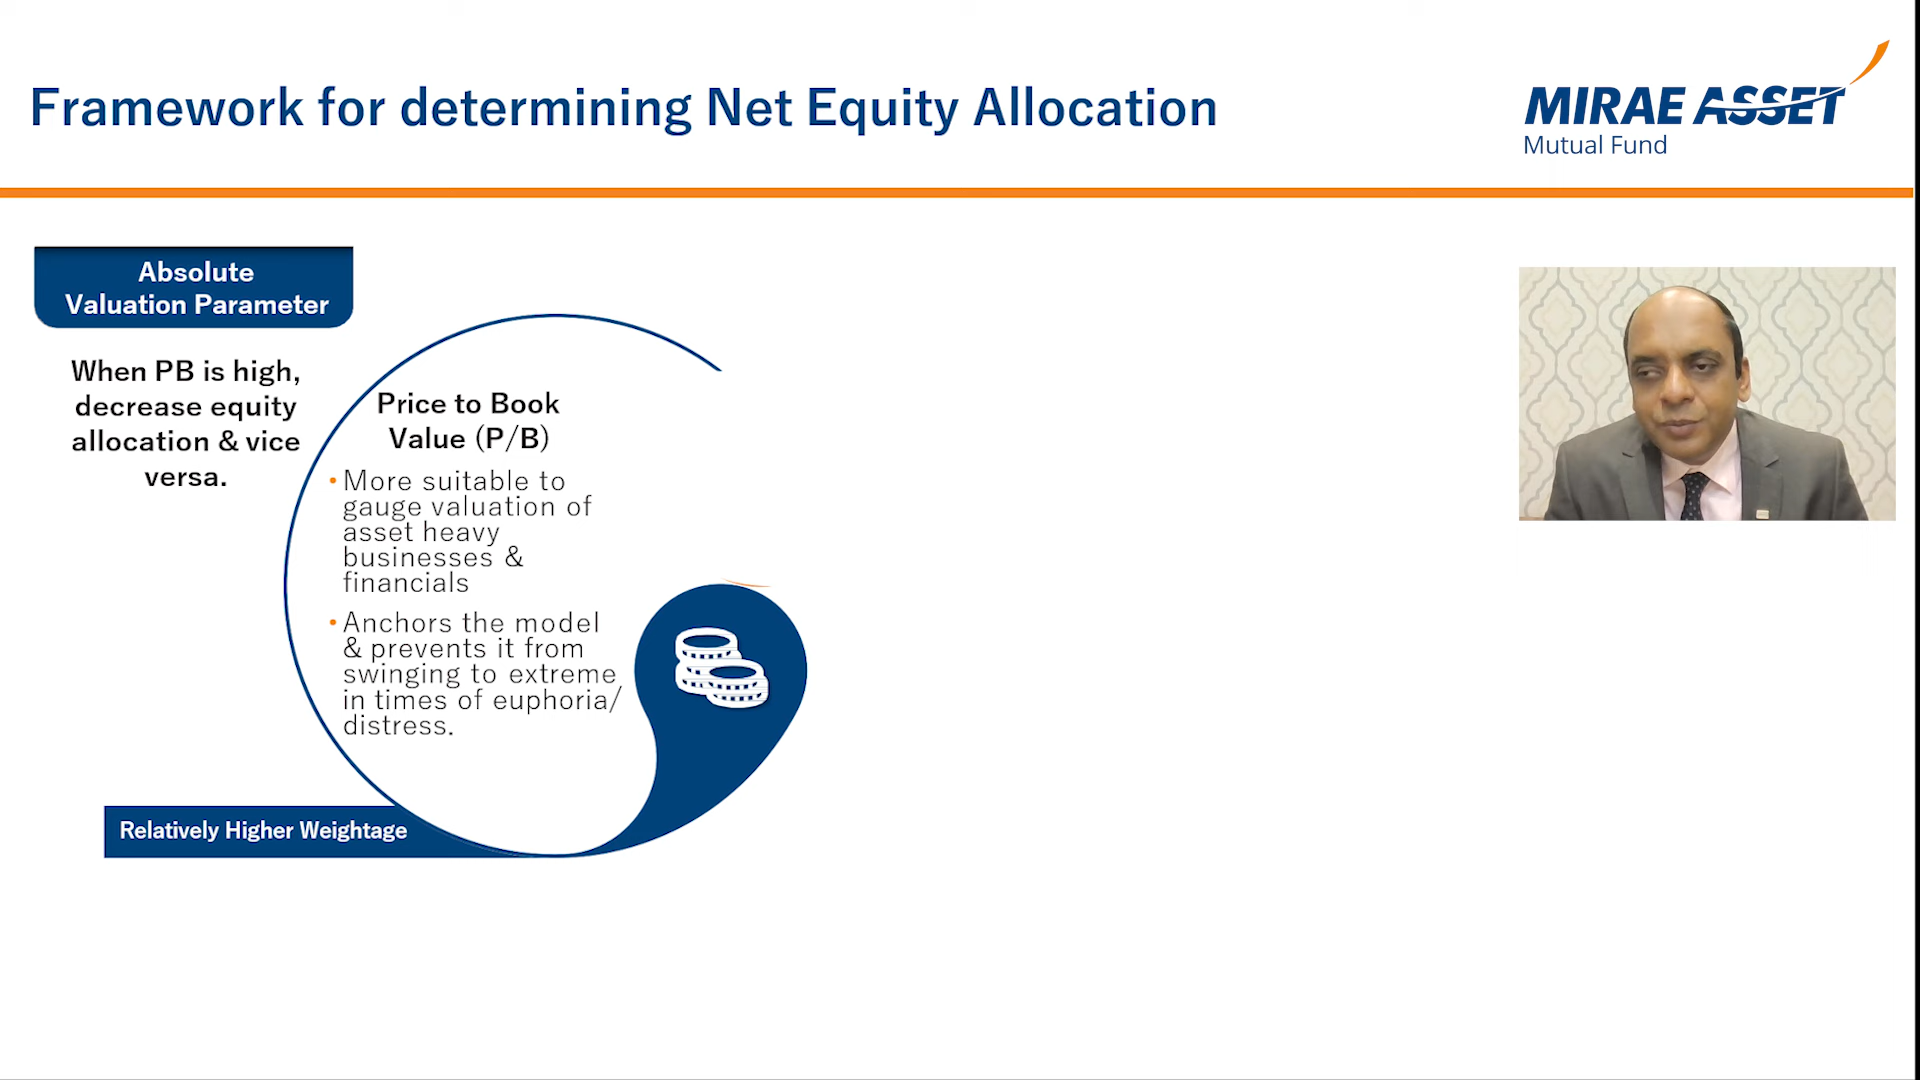 Framework for determining Net Equity Allocation
MIRAE ASSET
Mutual Fund
Absolute
Valuation Parameter
When PB is high,
decrease equity
allocation & vice
versa.
Price to Book
Value (P/B)
• More suitable to
gauge valuation of
asset heavy
businesses &
financials
• Anchors the model
& prevents it from
swinging to extreme
in times of euphoria/
distress.
Relatively Higher Weightage